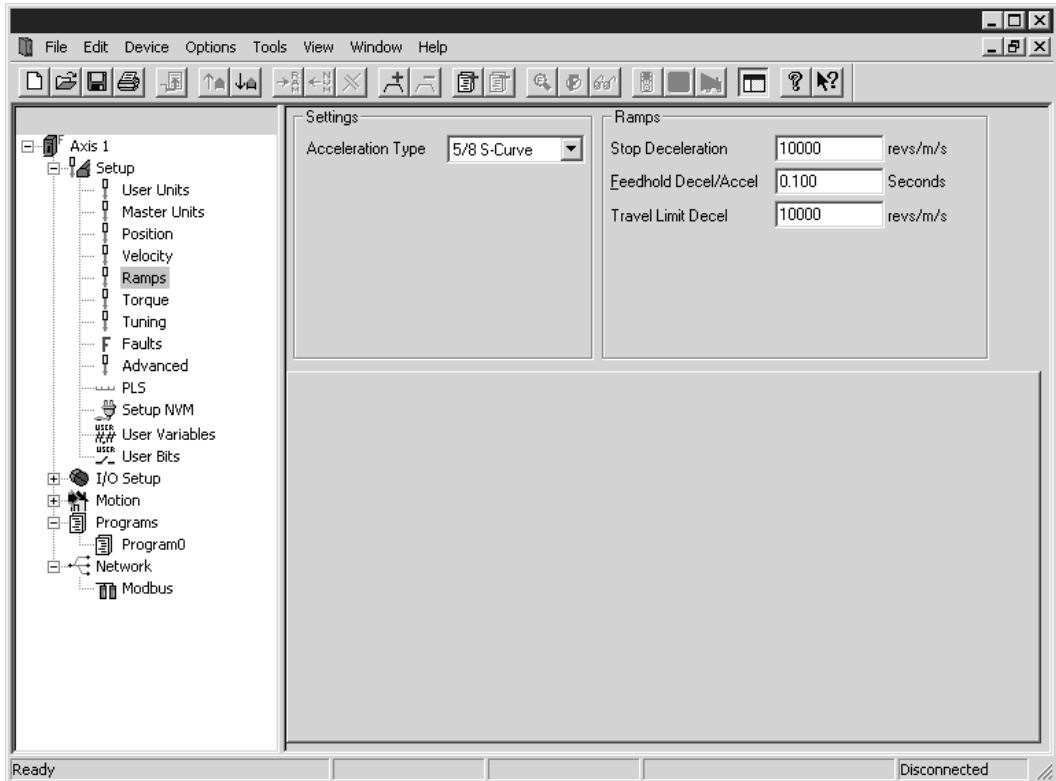 File Edit Device Options Tools View Window Help
Axis 1
Setup
User Units
Master Units
Position
Velocity
Ramps
Torque
Tuning
F Faults
Advanced
PLS
Setup NVM
User Variables
User Bits
I/O Setup
Motion
Programs
Program0
Network
Modbus
Settings
Acceleration Type 5/8 S-Curve
Ramps
Stop Deceleration 10000 revs/m/s
Feedhold Decel/Accel 0.100 Seconds
Travel Limit Decel 10000 revs/m/s
Ready Disconnected